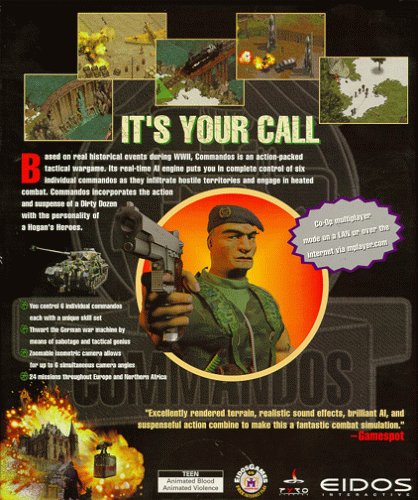 IT'S YOUR CALL
Based on real historical events during WWII, Commandos is an action-packed
tactical wargame. Its real-time AI engine puts you in complete control of six
individual commandos as they infiltrate hostile territories and engage in heated
combat. Commandos incorporates the action
and suspense of a Dirty Dozen
with the personality of
a Hogan's Heroes.
Co-Op multiplayer
mode on a LAN or over the
Internet via mplayer.com
You control 6 individual commandos
each with a unique skill set
Thwart the German war machine by
means of sabotage and tactical genius
Zoomable isometric camera allows
for up to 6 simultaneous camera angles
24 missions throughout Europe and Northern Africa
COMMANDOS
"Excellently rendered terrain, realistic sound effects, brilliant AI, and
suspenseful action combine to make this a fantastic combat simulation."
–Gamespot
TEEN
Animated Blood
Animated Violence
EIDOSGAMES
EIDOS
INTERACTIVE